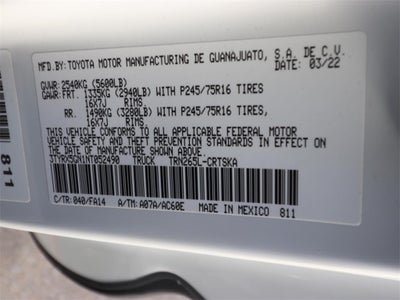 MFD.BY:TOYOTA MOTOR MANUFACTURING DE GUANAJUATO, S.A. DE C.V.
03/22
GVWR: 2540KG (5600LB)
GAWR:FRT. 1335KG (2940LB) WITH P245/75R16 TIRES
16X7J RIMS
RR. 1490KG (3280LB) WITH P245/75R16 TIRES
16X7J RIMS
THIS VEHICLE CONFORMS TO ALL APPLICABLE FEDERAL MOTOR
VEHICLE SAFETY AND THEFT PREVENTION STANDARDS IN EFFECT ON
THE DATE OF MANUFACTURE SHOWN ABOVE.
3TYRX5GN1NT052490 TRUCK TRN265L-CRTSKA
C/TR: 040/FA14 A/TM: A07A/AC60E MADE IN MEXICO 811
811